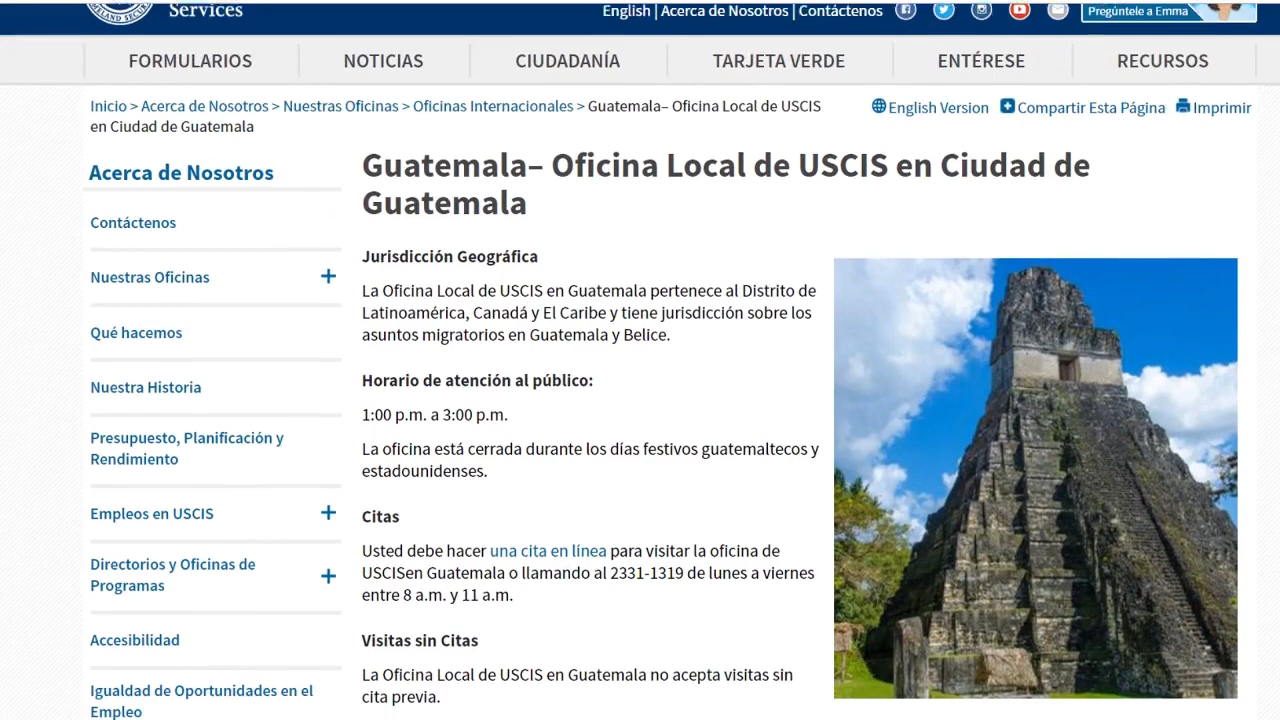 Services
English | Acerca de Nosotros | Contáctenos
Pregúntele a Emma
FORMULARIOS
NOTICIAS
CIUDADANÍA
TARJETA VERDE
ENTÉRESE
RECURSOS
Inicio > Acerca de Nosotros > Nuestras Oficinas > Oficinas Internacionales > Guatemala– Oficina Local de USCIS
en Ciudad de Guatemala
English Version
Compartir Esta Página
Imprimir
Acerca de Nosotros
Contáctenos
Nuestras Oficinas
Qué hacemos
Nuestra Historia
Presupuesto, Planificación y
Rendimiento
Empleos en USCIS
Directorios y Oficinas de
Programas
Accesibilidad
Igualdad de Oportunidades en el
Empleo
Guatemala– Oficina Local de USCIS en Ciudad de
Guatemala
Jurisdicción Geográfica
La Oficina Local de USCIS en Guatemala pertenece al Distrito de
Latinoamérica, Canadá y El Caribe y tiene jurisdicción sobre los
asuntos migratorios en Guatemala y Belice.
Horario de atención al público:
1:00 p.m. a 3:00 p.m.
La oficina está cerrada durante los días festivos guatemaltecos y
estadounidenses.
Citas
Usted debe hacer una cita en línea para visitar la oficina de
USCISen Guatemala o llamando al 2331-1319 de lunes a viernes
entre 8 a.m. y 11 a.m.
Visitas sin Citas
La Oficina Local de USCIS en Guatemala no acepta visitas sin
cita previa.